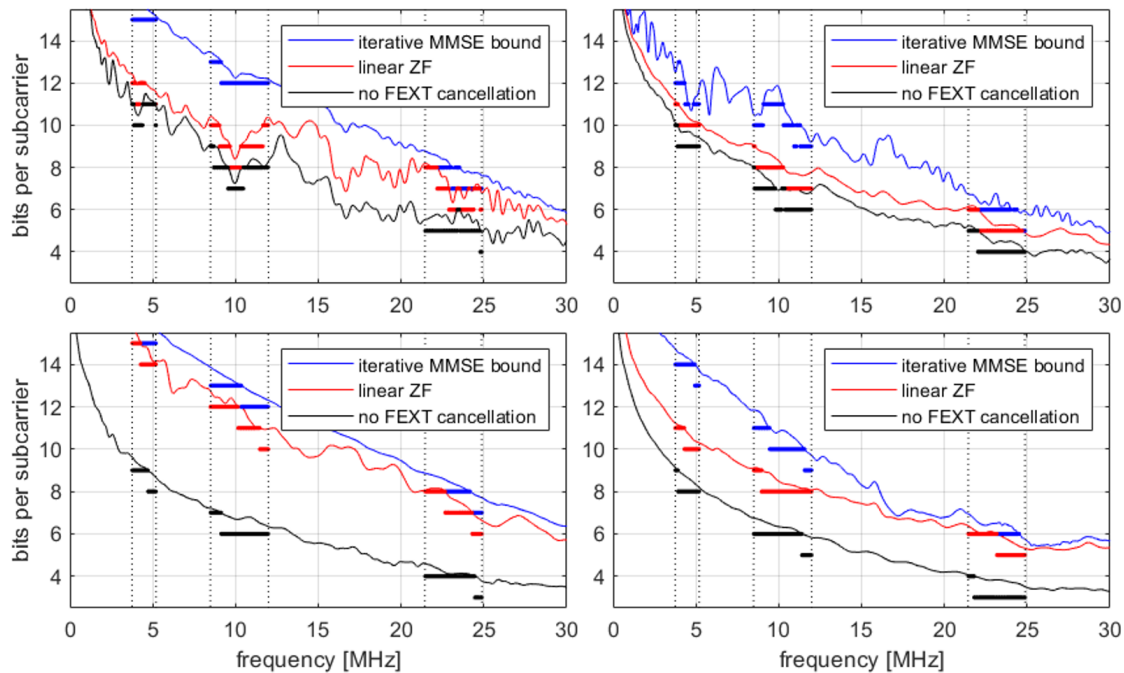 14
12
10
8
6
4
bits per subcarrier
iterative MMSE bound
linear ZF
no FEXT cancellation
0 5 10 15 20 25 30
14
12
10
8
6
4
iterative MMSE bound
linear ZF
no FEXT cancellation
0 5 10 15 20 25 30
14
12
10
8
6
4
bits per subcarrier
iterative MMSE bound
linear ZF
no FEXT cancellation
0 5 10 15 20 25 30
frequency [MHz]
14
12
10
8
6
4
iterative MMSE bound
linear ZF
no FEXT cancellation
0 5 10 15 20 25 30
frequency [MHz]